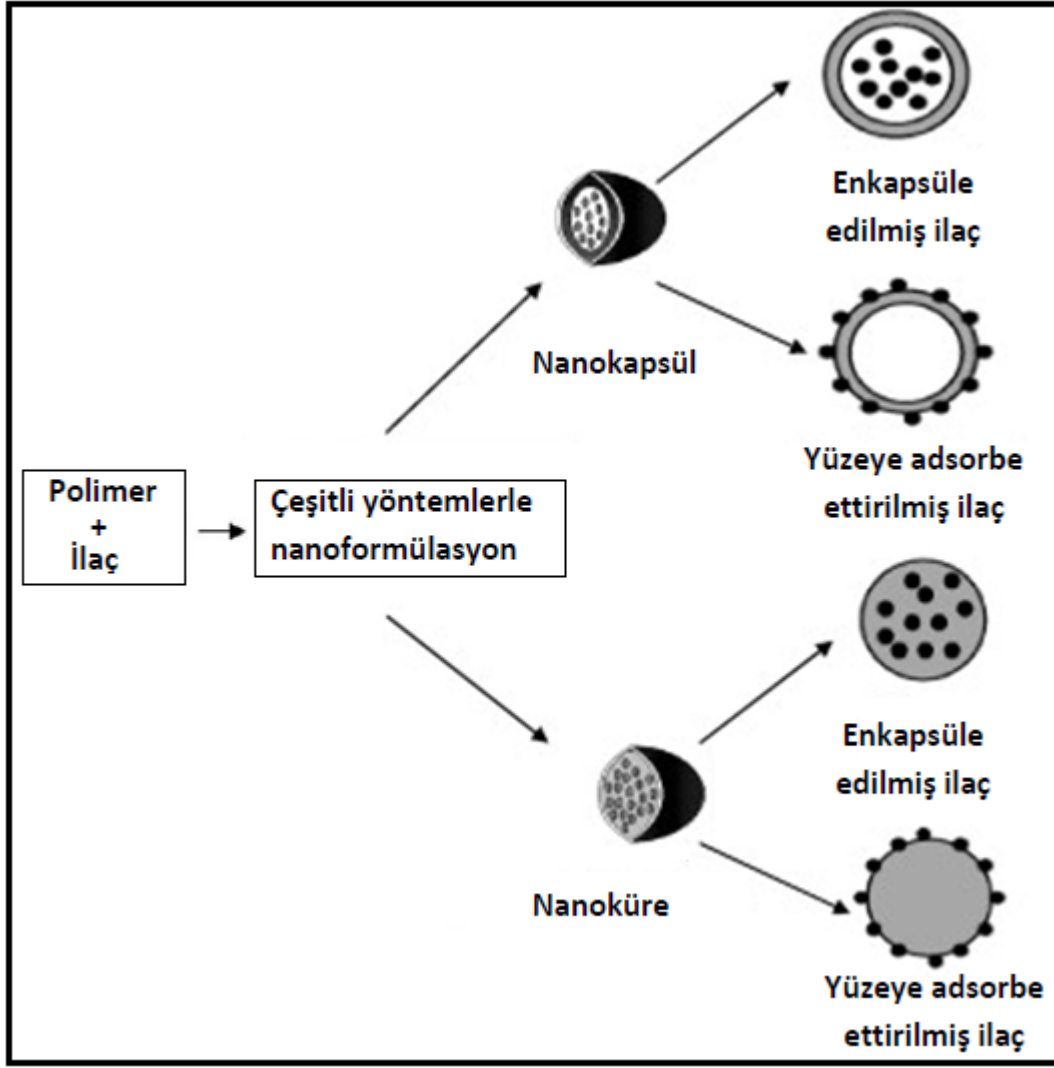 Polimer
+
İlaç
Çeşitli yöntemlerle
nanoformülasyon
Nanokapsül
Enkapsüle
edilmiş ilaç
Yüzeye adsorbe
ettirilmiş ilaç
Nanoküre
Enkapsüle
edilmiş ilaç
Yüzeye adsorbe
ettirilmiş ilaç